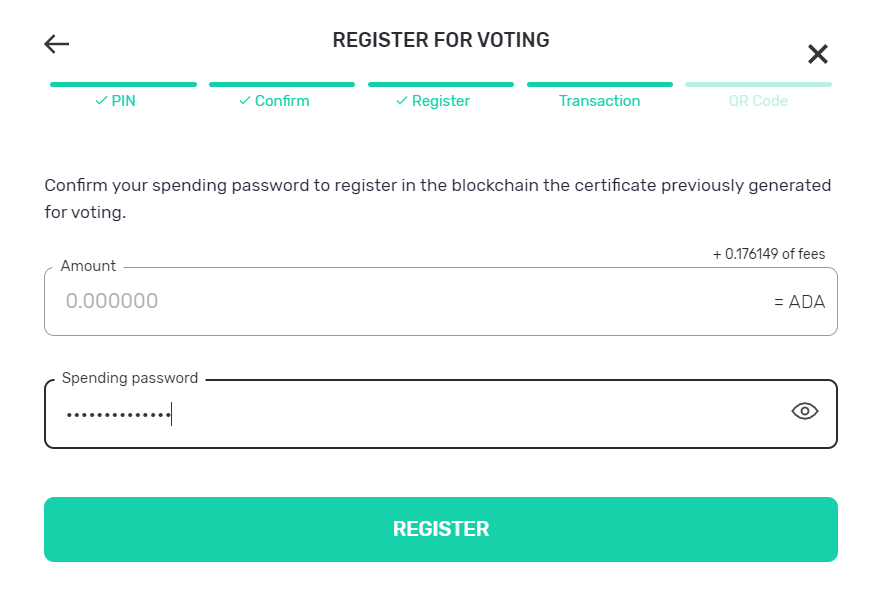 REGISTER FOR VOTING
PIN
Confirm
Register
Transaction
QR Code
Confirm your spending password to register in the blockchain the certificate previously generated
for voting.
+ 0.176149 of fees
Amount
0.000000
= ADA
Spending password
••••••••••••••
REGISTER